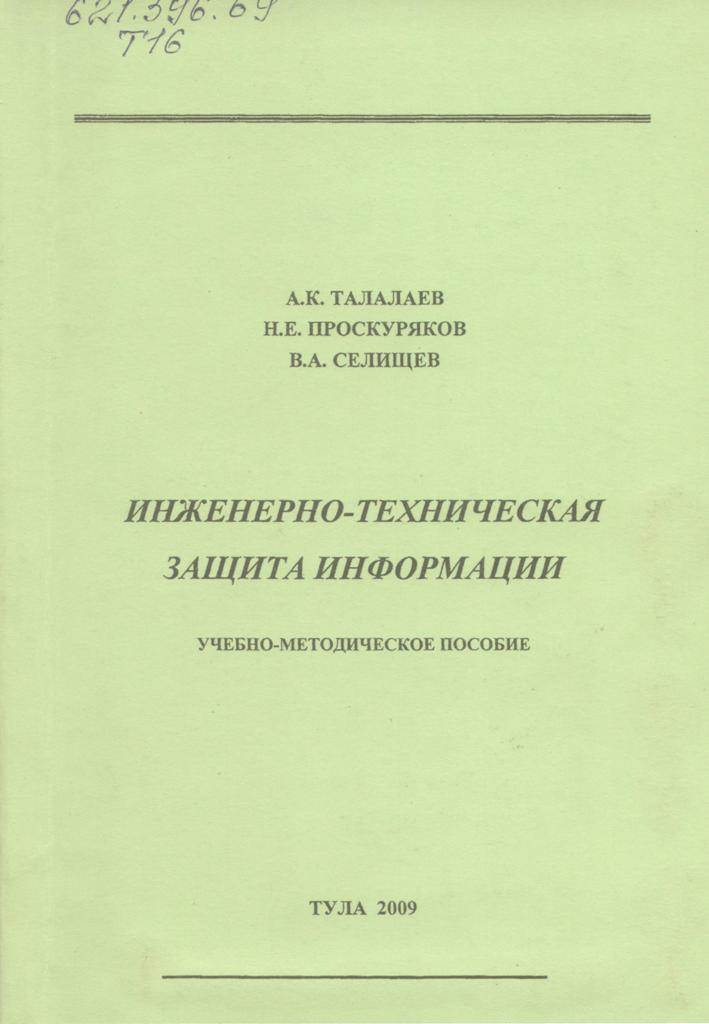 621.396.69
Т16
А.К. ТАЛАЛАЕВ
Н.Е. ПРОСКУРЯКОВ
В.А. СЕЛИЩЕВ
ИНЖЕНЕРНО-ТЕХНИЧЕСКАЯ
ЗАЩИТА ИНФОРМАЦИИ
УЧЕБНО-МЕТОДИЧЕСКОЕ ПОСОБИЕ
ТУЛА 2009